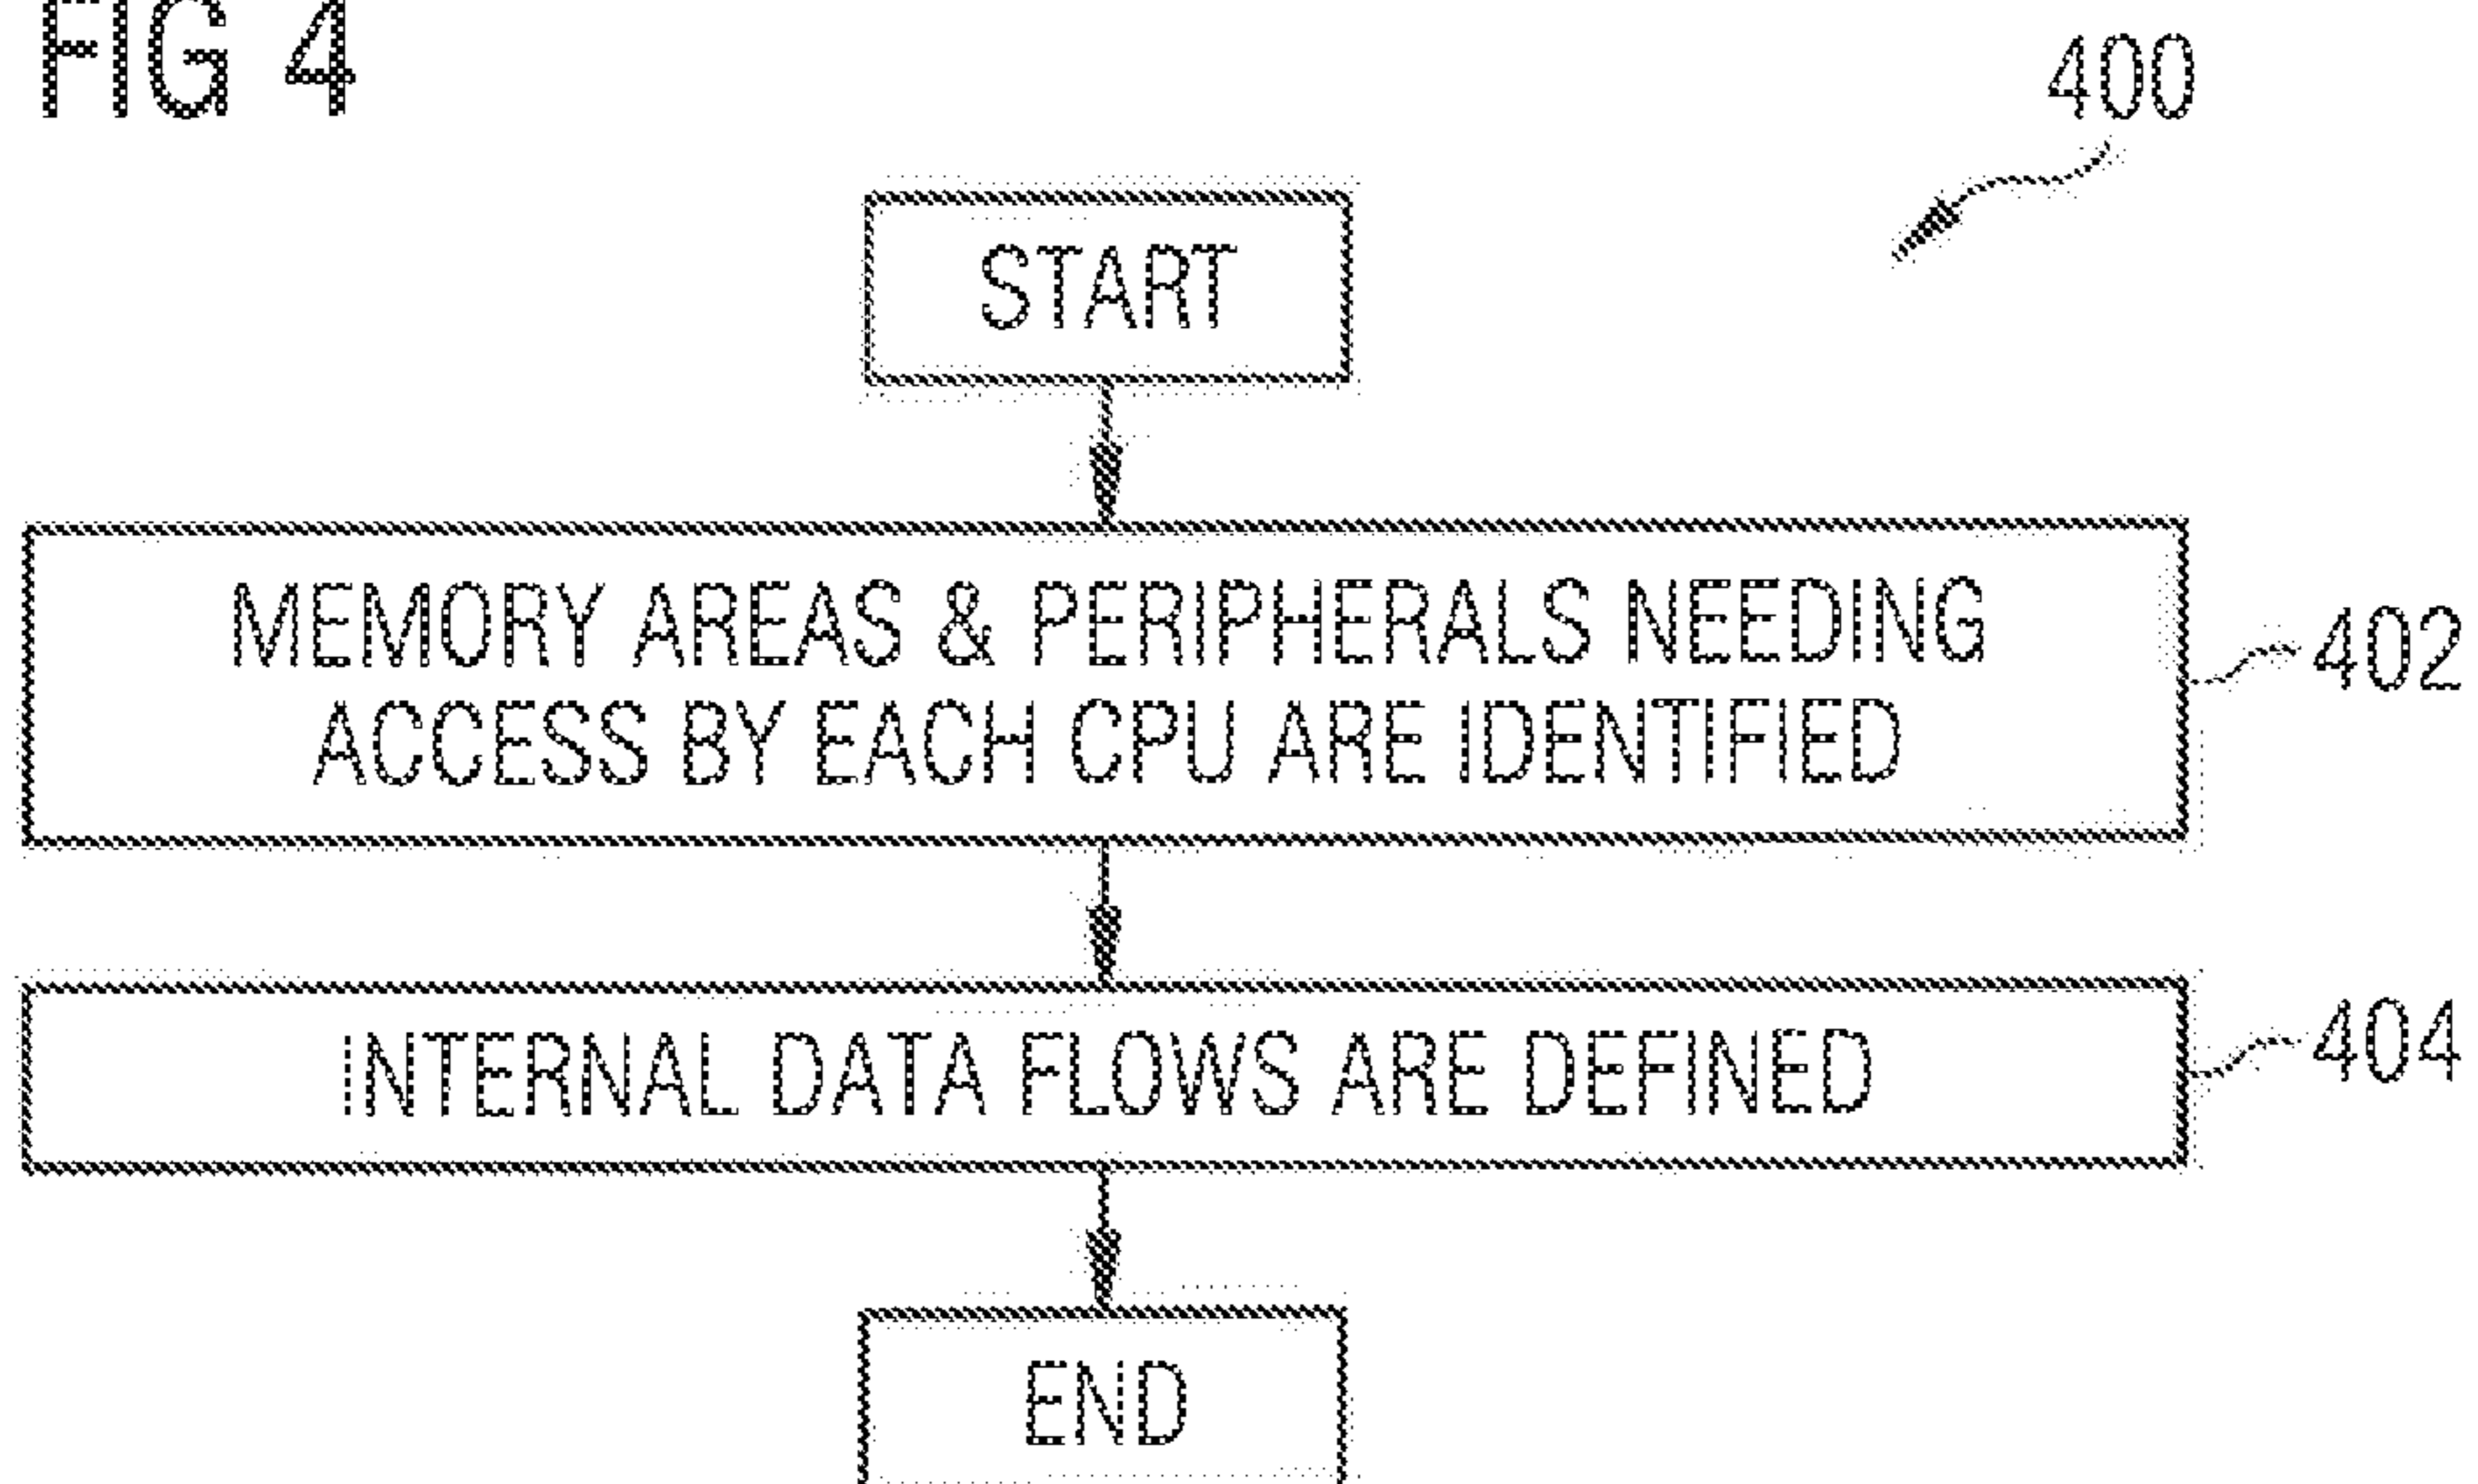 FIG 4
400
START
MEMORY AREAS & PERIPHERALS NEEDING
ACCESS BY EACH CPU ARE IDENTIFIED
402
INTERNAL DATA FLOWS ARE DEFINED
404
END